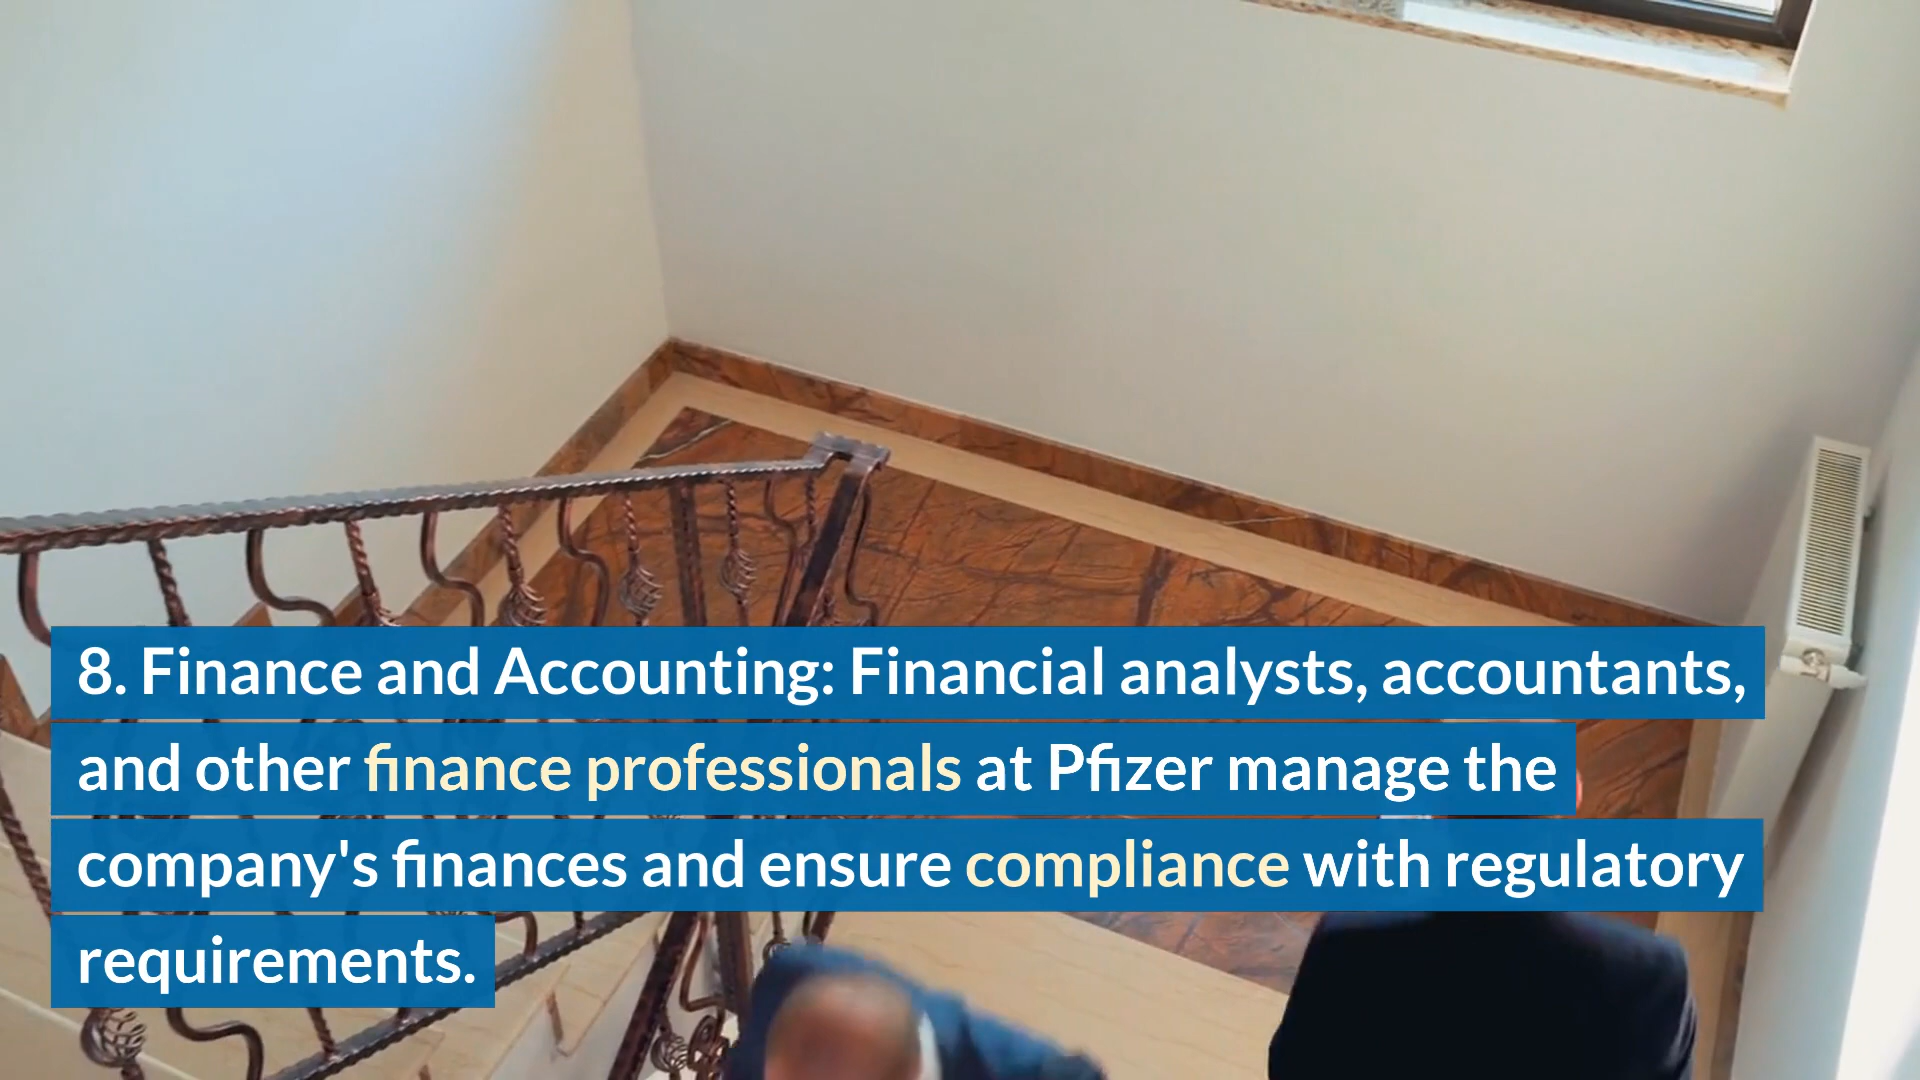 8. Finance and Accounting: Financial analysts, accountants,
and other finance professionals at Pfizer manage the
company's finances and ensure compliance with regulatory
requirements.